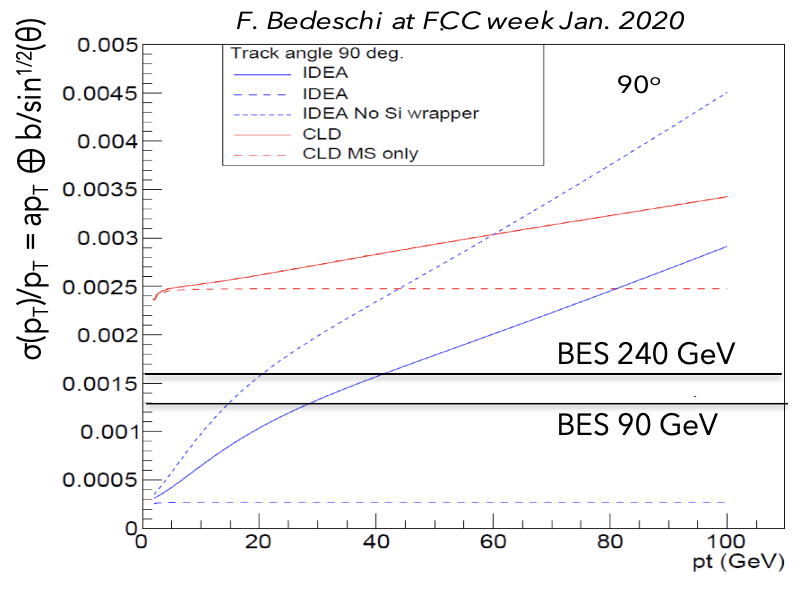 F. Bedeschi at FCC week Jan. 2020
σ(pT)/pT = apT ⊕ b/sin1/2(θ)
0.005
0.0045
0.004
0.0035
0.003
0.0025
0.002
0.0015
0.001
0.0005
0
Track angle 90 deg.
IDEA
IDEA
IDEA No Si wrapper
CLD
CLD MS only
90°
BES 240 GeV
BES 90 GeV
0 20 40 60 80 100
pt (GeV)